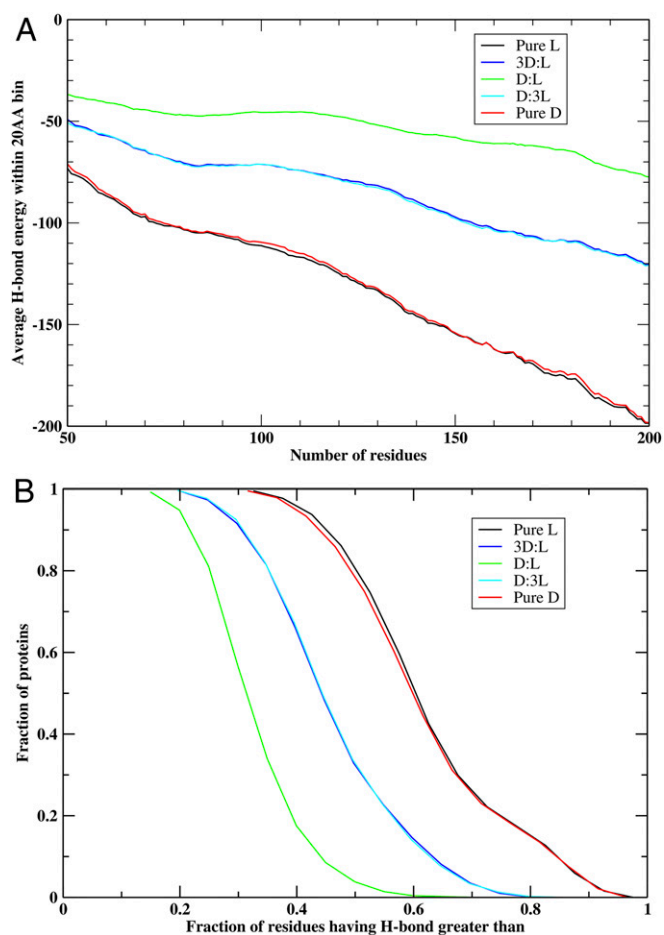 A
Average H-bond energy within 20AA bin
0
-50
-100
-150
-200
50
100
150
200
Number of residues
Pure L
3D:L
D:L
D:3L
Pure D
B
Fraction of proteins
1
0.8
0.6
0.4
0.2
0
0
0.2
0.4
0.6
0.8
1
Fraction of residues having H-bond greater than
Pure L
3D:L
D:L
D:3L
Pure D